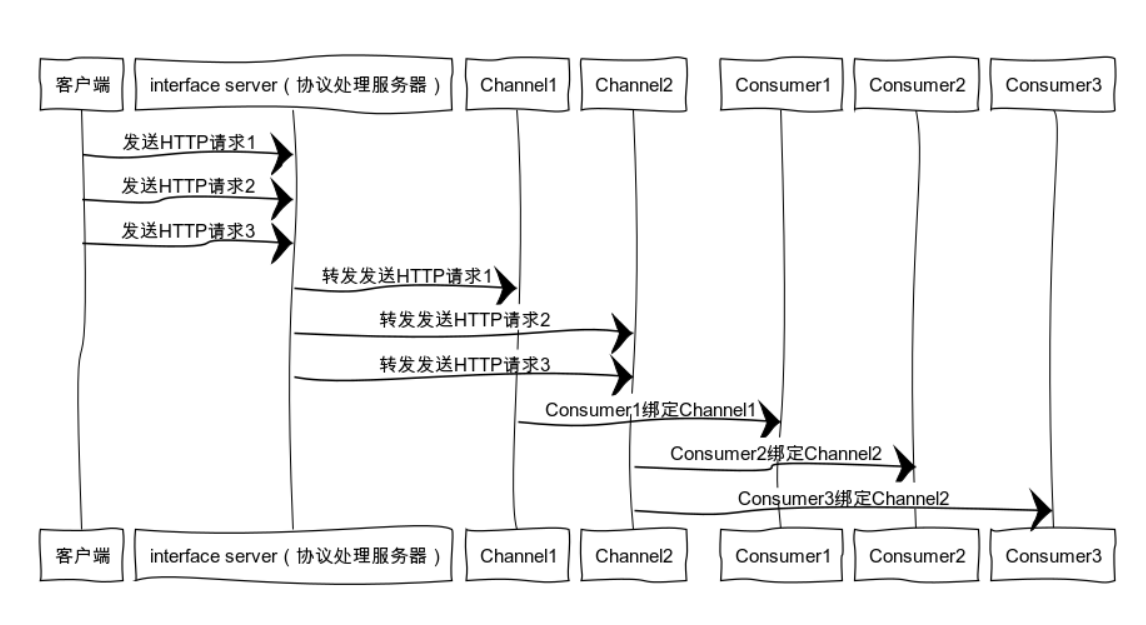 客户端
interface server（协议处理服务器）
Channel1
Channel2
Consumer1
Consumer2
Consumer3
发送HTTP请求1
发送HTTP请求2
发送HTTP请求3
转发发送HTTP请求1
转发发送HTTP请求2
转发发送HTTP请求3
Consumer1绑定Channel1
Consumer2绑定Channel2
Consumer3绑定Channel2
客户端
interface server（协议处理服务器）
Channel1
Channel2
Consumer1
Consumer2
Consumer3